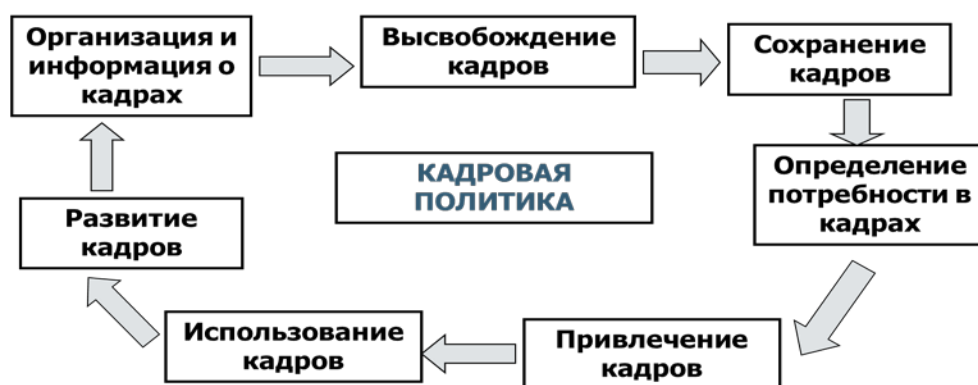 Организация и
информация о
кадрах
Высвобождение
кадров
Сохранение
кадров
Определение
потребности в
кадрах
КАДРОВАЯ
ПОЛИТИКА
Развитие
кадров
Использование
кадров
Привлечение
кадров